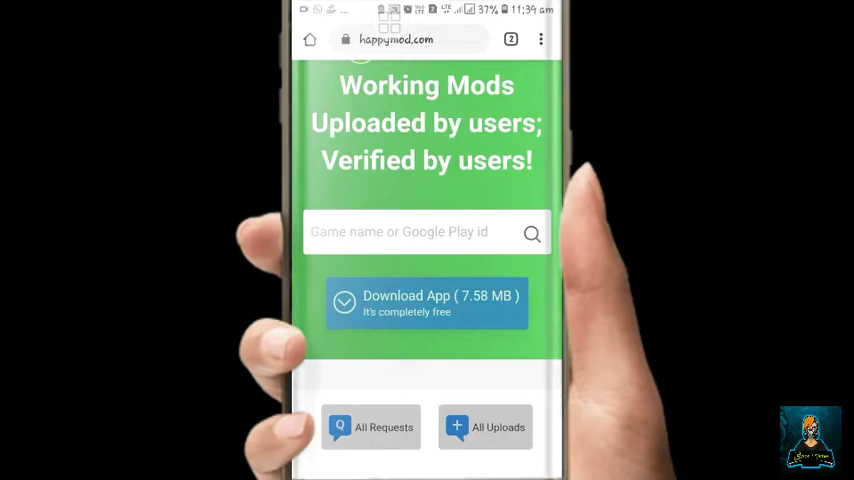 37% 11:39 am
happymod.com
2
Working Mods
Uploaded by users;
Verified by users!
Game name or Google Play id
Download App ( 7.58 MB )
It's completely free
Q All Requests
+ All Uploads